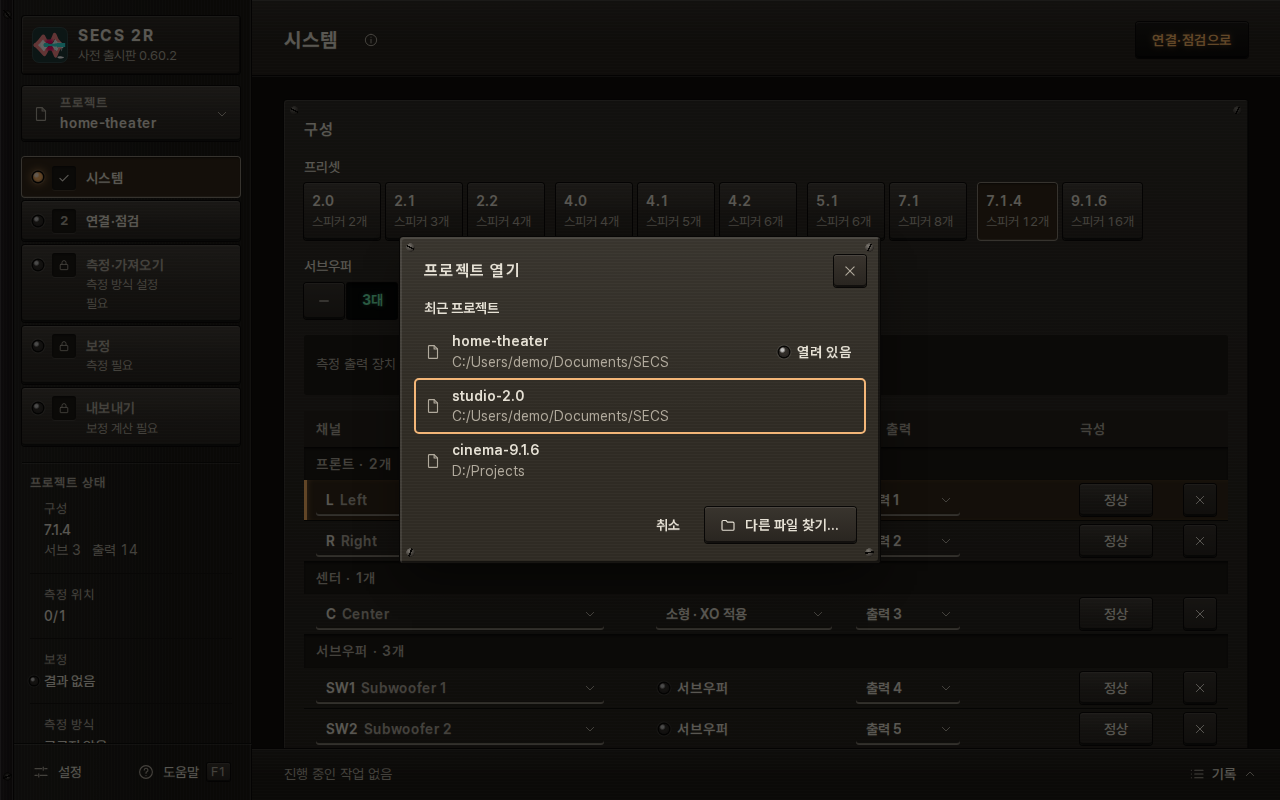 SECS 2R
사전 출시판 0.60.2
프로젝트
home-theater
시스템
2 연결·점검
측정·가져오기
측정 방식 설정
필요
보정
측정 필요
내보내기
보정 계산 필요
프로젝트 상태
구성
7.1.4
서브 3 출력 14
측정 위치
0/1
보정
결과 없음
측정 방식
설정
도움말 F1
시스템
연결·점검으로
구성
프리셋
2.0
스피커 2개
2.1
스피커 3개
2.2
스피커 4개
4.0
스피커 4개
4.1
스피커 5개
4.2
스피커 6개
5.1
스피커 6개
7.1
스피커 8개
7.1.4
스피커 12개
9.1.6
스피커 16개
서브우퍼
3대
측정 출력 장치
프로젝트 열기
최근 프로젝트
home-theater
C:/Users/demo/Documents/SECS
열려 있음
studio-2.0
C:/Users/demo/Documents/SECS
cinema-9.1.6
D:/Projects
취소
다른 파일 찾기...
채널 출력 극성
프론트 · 2개
L Left 1 정상
R Right 2 정상
센터 · 1개
C Center 소형 · XO 적용 출력 3 정상
서브우퍼 · 3개
SW1 Subwoofer 1 서브우퍼 출력 4 정상
SW2 Subwoofer 2 서브우퍼 출력 5 정상
진행 중인 작업 없음
기록